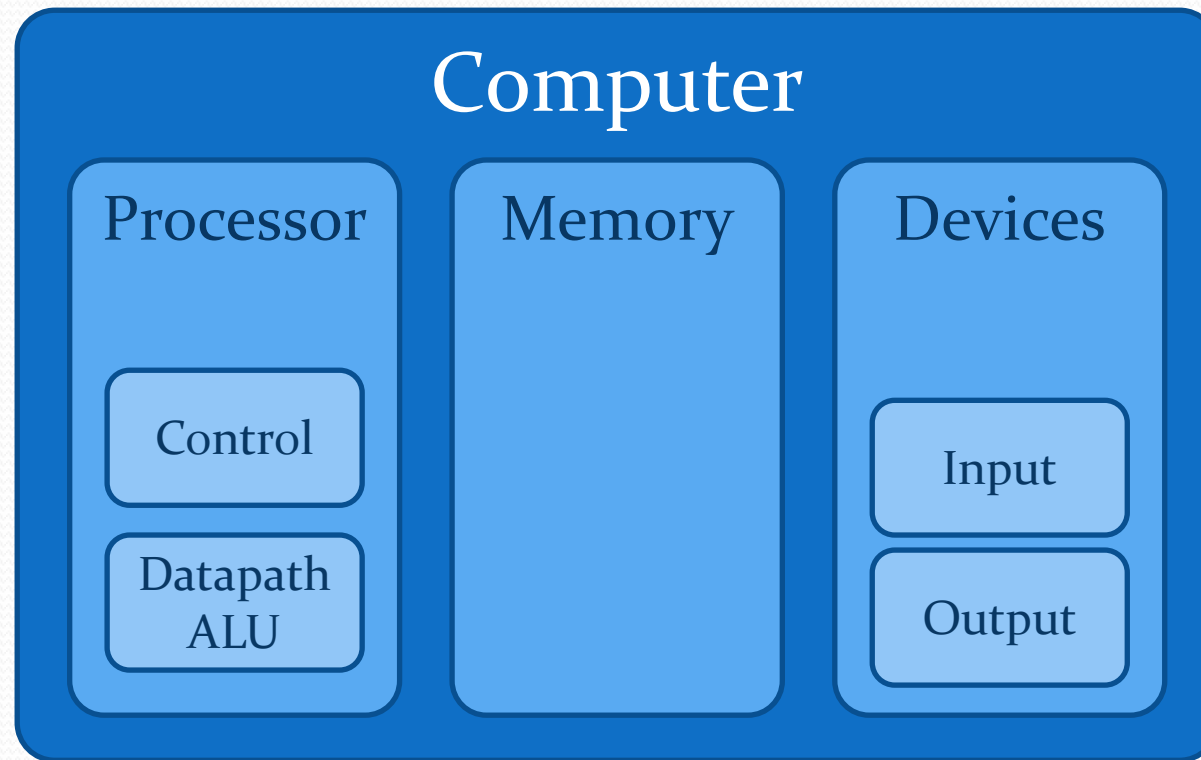 Computer
Processor
Control
Datapath
ALU
Memory
Devices
Input
Output